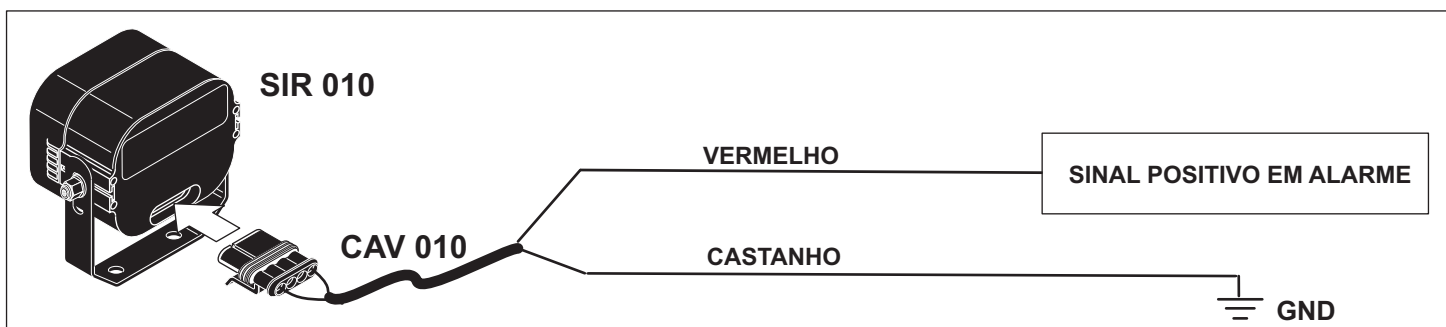 SIR 010
VERMELHO
SINAL POSITIVO EM ALARME
CAV 010
CASTANHO
GND